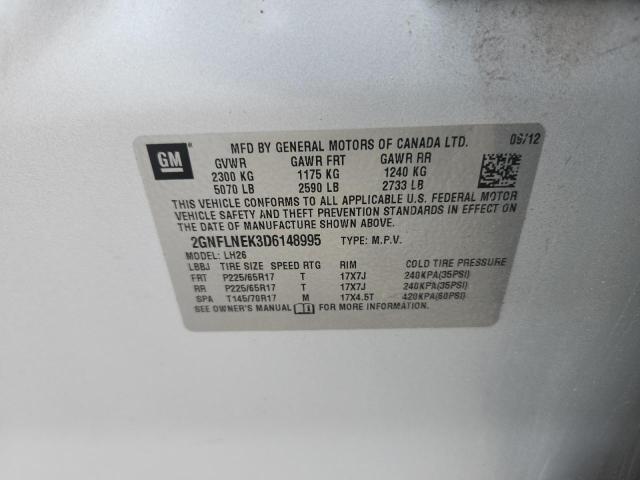 GM
MFD BY GENERAL MOTORS OF CANADA LTD. 09/12
GVWR GAWR FRT GAWR RR
2300 KG 1175 KG 1240 KG
5070 LB 2590 LB 2733 LB
THIS VEHICLE CONFORMS TO ALL APPLICABLE U.S. FEDERAL MOTOR
VEHICLE SAFETY AND THEFT PREVENTION STANDARDS IN EFFECT ON
THE DATE OF MANUFACTURE SHOWN ABOVE.
2GNFLNEK3D6148995 TYPE: M.P.V.
MODEL: LH26
LBBJ TIRE SIZE SPEED RTG RIM COLD TIRE PRESSURE
FRT P225/65R17 T 17X7J 240KPA(35PSI)
RR P225/65R17 T 17X7J 240KPA(35PSI)
SPA T145/70R17 M 17X4.5T 420KPA(60PSI)
SEE OWNER'S MANUAL FOR MORE INFORMATION.